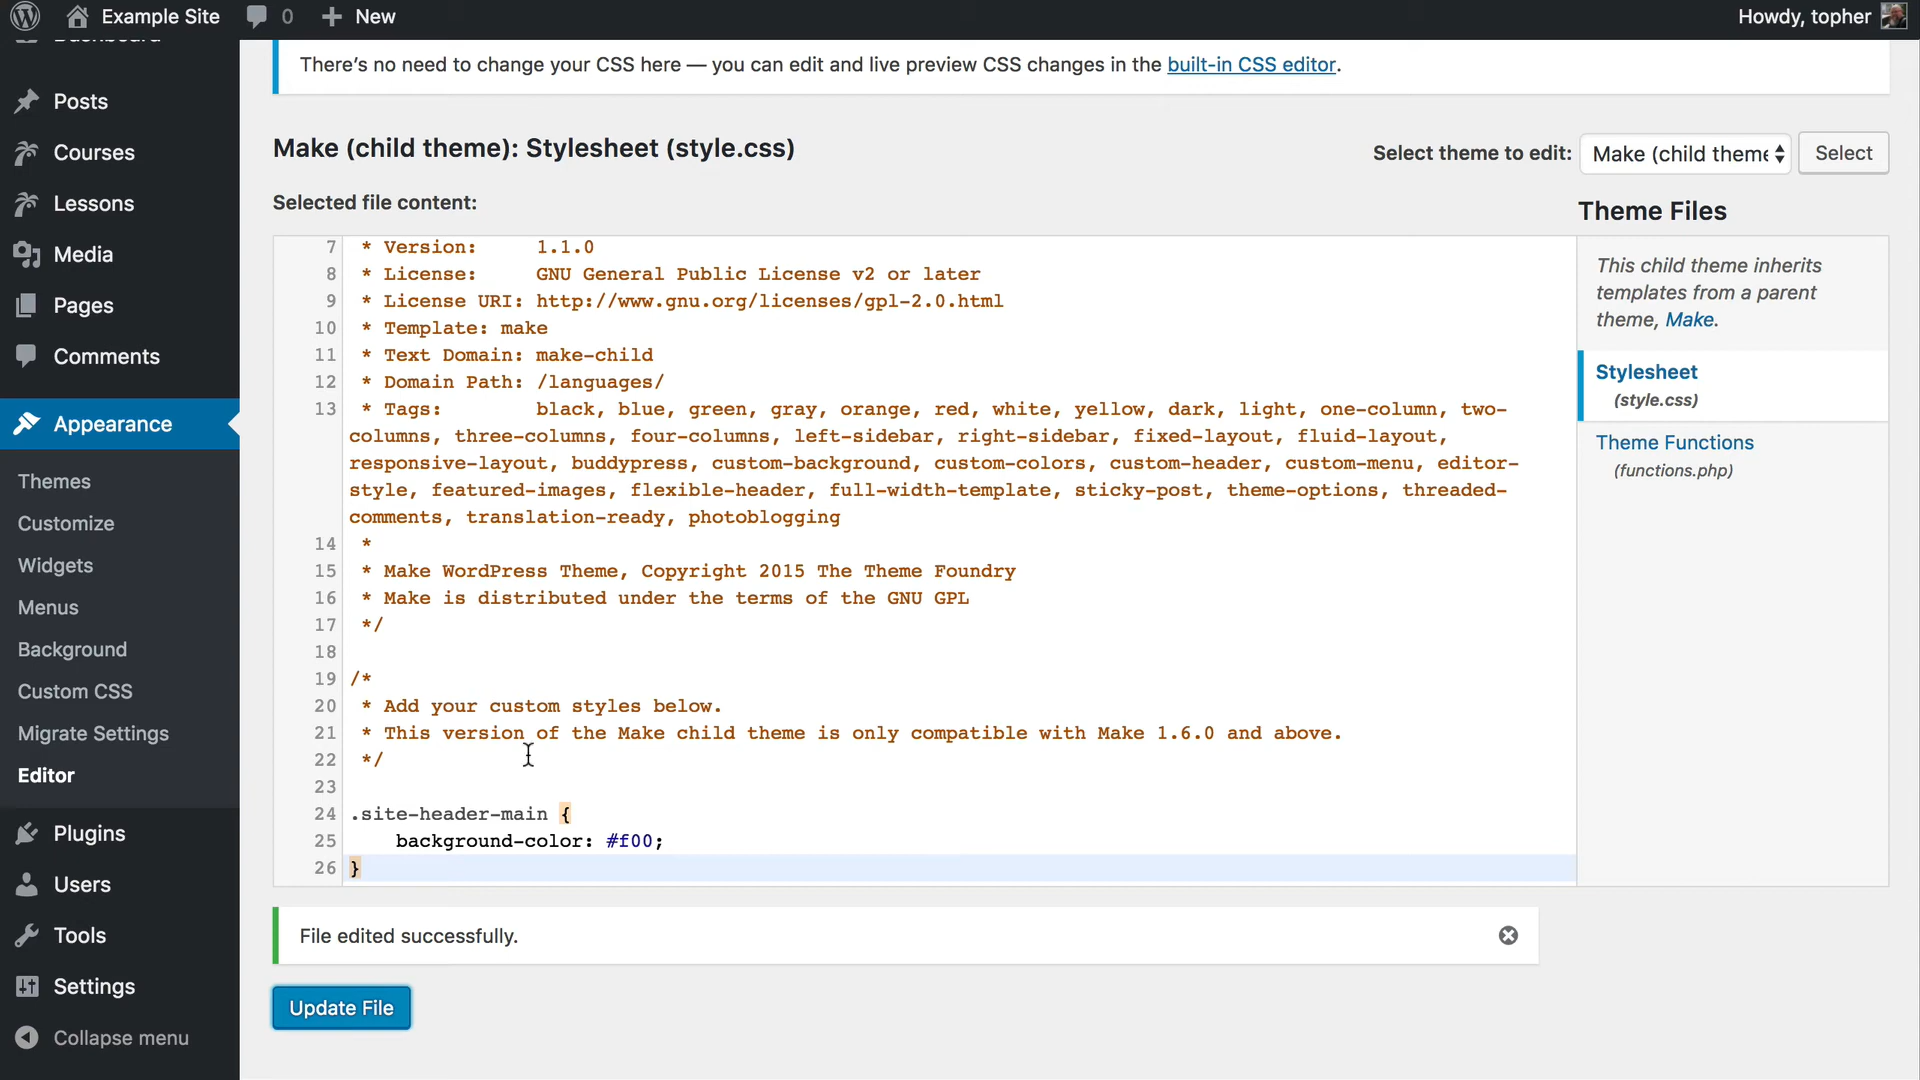 Example Site
0
New
Howdy, topher
Dashboard
Posts
Courses
Lessons
Media
Pages
Comments
Appearance
Themes
Customize
Widgets
Menus
Background
Custom CSS
Migrate Settings
Editor
Plugins
Users
Tools
Settings
Collapse menu
There's no need to change your CSS here — you can edit and live preview CSS changes in the built-in CSS editor.
Make (child theme): Stylesheet (style.css)
Select theme to edit:
Make (child theme
Select
Selected file content:
7 * Version: 1.1.0
8 * License: GNU General Public License v2 or later
9 * License URI: http://www.gnu.org/licenses/gpl-2.0.html
10 * Template: make
11 * Text Domain: make-child
12 * Domain Path: /languages/
13 * Tags: black, blue, green, gray, orange, red, white, yellow, dark, light, one-column, two-
columns, three-columns, four-columns, left-sidebar, right-sidebar, fixed-layout, fluid-layout,
responsive-layout, buddypress, custom-background, custom-colors, custom-header, custom-menu, editor-
style, featured-images, flexible-header, full-width-template, sticky-post, theme-options, threaded-
comments, translation-ready, photoblogging
14 *
15 * Make WordPress Theme, Copyright 2015 The Theme Foundry
16 * Make is distributed under the terms of the GNU GPL
17 */
18
19 /*
20 * Add your custom styles below.
21 * This version of the Make child theme is only compatible with Make 1.6.0 and above.
22 */
23
24 .site-header-main {
25 background-color: #f00;
26 }
Theme Files
This child theme inherits
templates from a parent
theme, Make.
Stylesheet
(style.css)
Theme Functions
(functions.php)
File edited successfully.
Update File